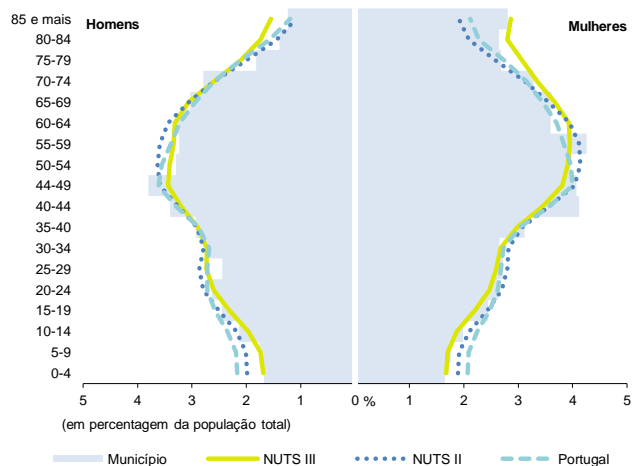 85 e mais
Homens
Mulheres
80-84
75-79
70-74
65-69
60-64
55-59
50-54
44-49
40-44
35-40
30-34
25-29
20-24
15-19
10-14
5-9
0-4
5 4 3 2 1 0 % 1 2 3 4 5
(em percentagem da população total)
Município NUTS III NUTS II Portugal